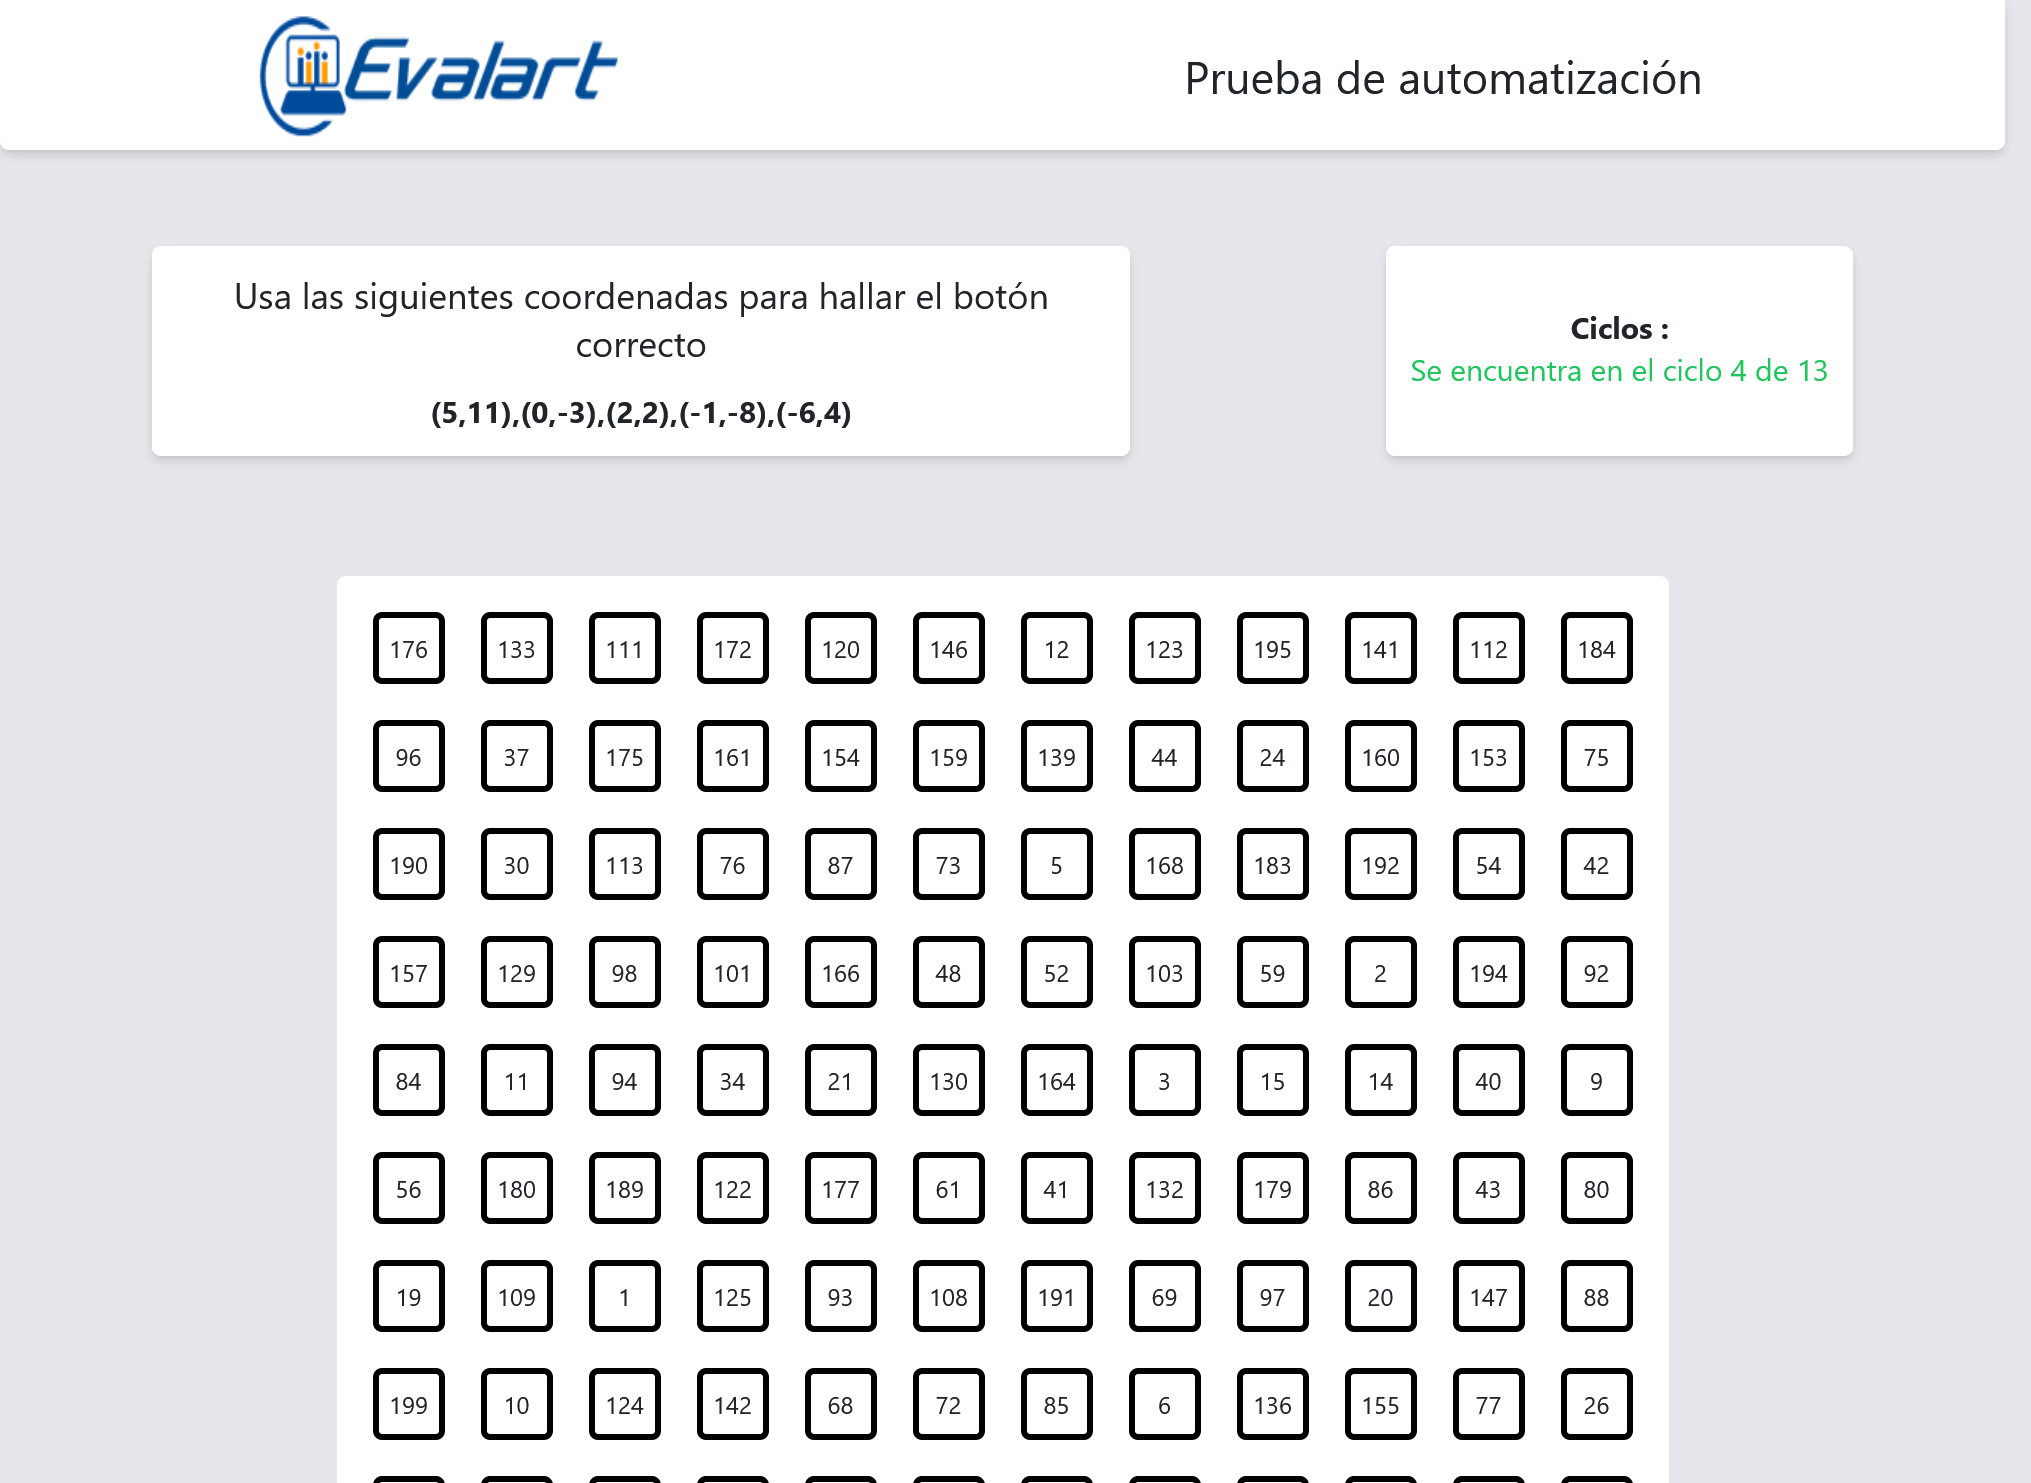 Evalart
Prueba de automatización
Usa las siguientes coordenadas para hallar el botón
correcto
(5,11),(0,-3),(2,2),(-1,-8),(-6,4)
Ciclos :
Se encuentra en el ciclo 4 de 13
176 133 111 172 120 146 12 123 195 141 112 184
96 37 175 161 154 159 139 44 24 160 153 75
190 30 113 76 87 73 5 168 183 192 54 42
157 129 98 101 166 48 52 103 59 2 194 92
84 11 94 34 21 130 164 3 15 14 40 9
56 180 189 122 177 61 41 132 179 86 43 80
19 109 1 125 93 108 191 69 97 20 147 88
199 10 124 142 68 72 85 6 136 155 77 26